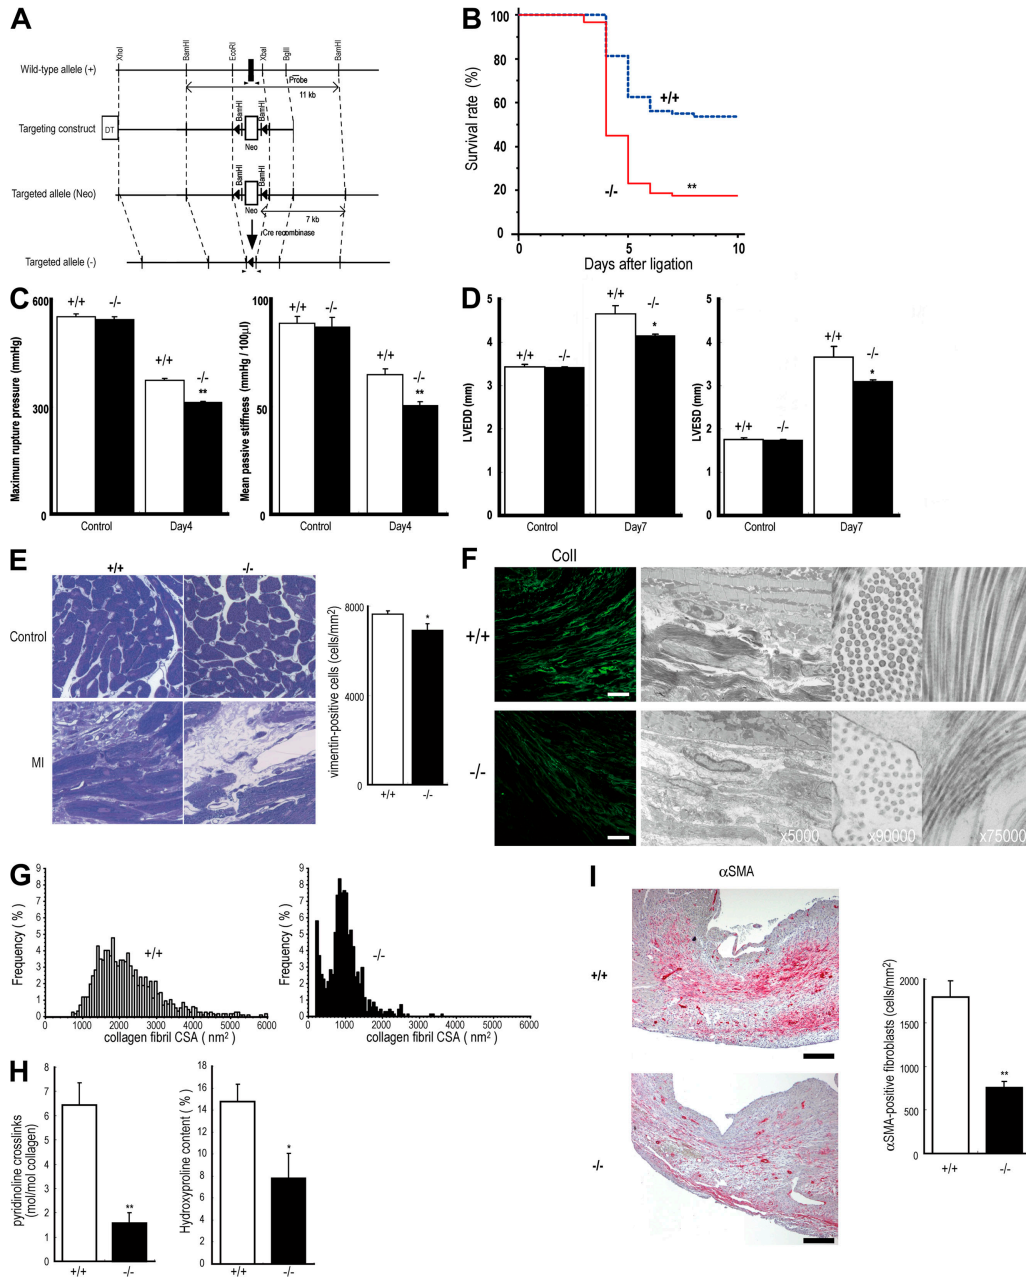 A
XhoI
BamHI
EcoRI
XbaI
BglII
BamHI
Wild-type allele (+)
Probe
11 kb
Targeting construct
DT
BamHI
BamHI
Neo
Targeted allele (Neo)
BamHI
BamHI
Neo
7 kb
Cre recombinase
Targeted allele (-)
B
Survival rate (%)
100
80
60
40
20
0
+/+
-/-
**
0
5
10
Days after ligation
C
Maximum rupture pressure (mmHg)
600
300
0
+/+
-/-
+/+
-/-
**
Control
Day4
Mean passive stiffness (mmHg / 100μl)
100
50
0
+/+
-/-
+/+
-/-
**
Control
Day4
D
LVEDD (mm)
5
4
3
2
1
0
+/+
-/-
+/+
-/-
*
Control
Day7
LVESD (mm)
5
4
3
2
1
0
+/+
-/-
+/+
-/-
*
Control
Day7
E
+/+
-/-
Control
MI
vimentin-positive cells (cells/mm2)
8000
4000
0
*
+/+
-/-
F
ColI
+/+
-/-
x5000
x90000
x75000
G
Frequency ( % )
9
8
7
6
5
4
3
2
1
0
+/+
0
1000
2000
3000
4000
5000
6000
collagen fibril CSA ( nm2 )
Frequency ( % )
9
8
7
6
5
4
3
2
1
0
-/-
0
1000
2000
3000
4000
5000
6000
collagen fibril CSA ( nm2 )
H
pyridinoline crosslinks
(mol/mol collagen)
8
7
6
5
4
3
2
1
0
**
+/+
-/-
Hydroxyproline content ( % )
18
16
14
12
10
8
6
4
2
0
*
+/+
-/-
I
αSMA
+/+
-/-
αSMA-positive fibroblasts (cells/mm2)
2000
1500
1000
500
0
**
+/+
-/-